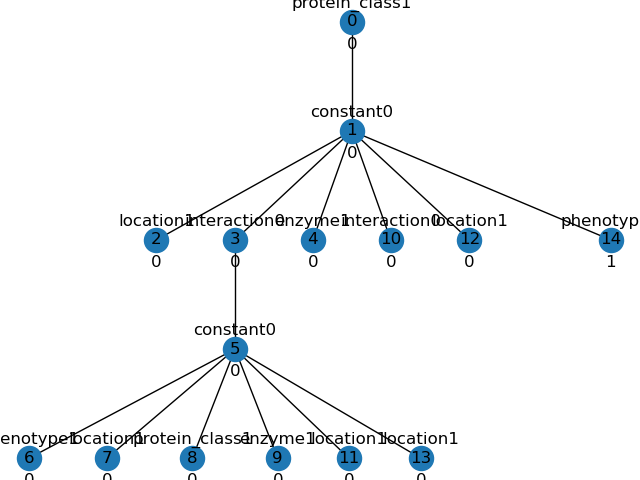 protein_class1
0
0
constant0
1
0
location1 interaction0 enzyme1 interaction0 location1 phenotyp
2 3 4 10 12 14
0 0 0 0 0 1
constant0
5
0
enotype1 location1 protein_class1 enzyme1 location1 location1
6 7 8 9 11 13
0 0 0 0 0 0